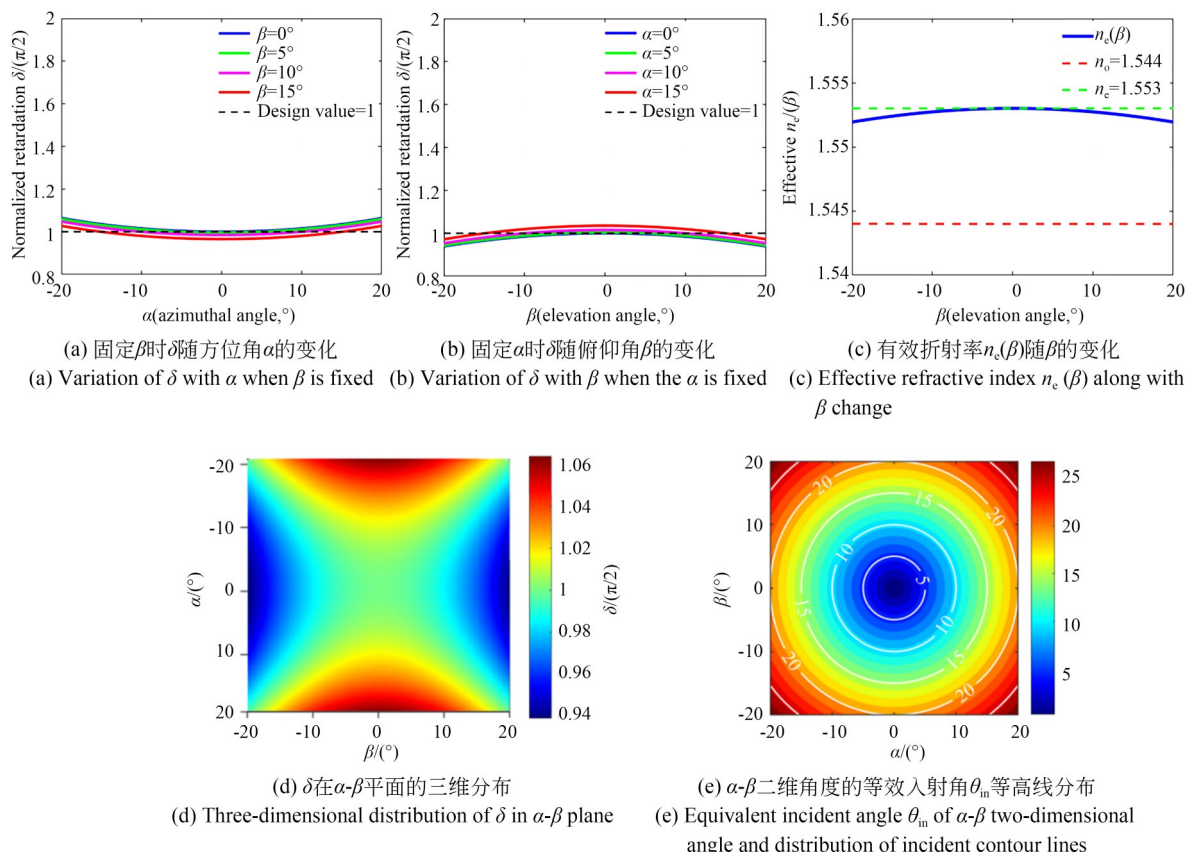 2
1.8
1.6
1.4
1.2
1
0.8
-20 -10 0 10 20
Normalized retardation δ/(π/2)
α(azimuthal angle,°)
β=0°
β=5°
β=10°
β=15°
Design value=1
(a) 固定β时δ随方位角α的变化
(a) Variation of δ with α when β is fixed
2
1.8
1.6
1.4
1.2
1
0.8
-20 -10 0 10 20
Normalized retardation δ/(π/2)
β(elevation angle,°)
α=0°
α=5°
α=10°
α=15°
Design value=1
(b) 固定α时δ随俯仰角β的变化
(b) Variation of δ with β when the α is fixed
1.56
1.555
1.55
1.545
1.54
-20 -10 0 10 20
Effective nₑ/(β)
β(elevation angle,°)
nₑ(β)
nₒ=1.544
nₑ=1.553
(c) 有效折射率nₑ(β)随β的变化
(c) Effective refractive index nₑ (β) along with
β change
-20
-10
0
10
20
α/(°)
-20 -10 0 10 20
β/(°)
1.06
1.04
1.02
1
0.98
0.96
0.94
δ/(π/2)
(d) δ在α-β平面的三维分布
(d) Three-dimensional distribution of δ in α-β plane
20
10
0
-10
-20
β/(°)
-20 -10 0 10 20
α/(°)
20
20
15
10
5
15
10
15
20
20
25
20
15
10
5
(e) α-β二维角度的等效入射角θᵢₙ等高线分布
(e) Equivalent incident angle θᵢₙ of α-β two-dimensional
angle and distribution of incident contour lines